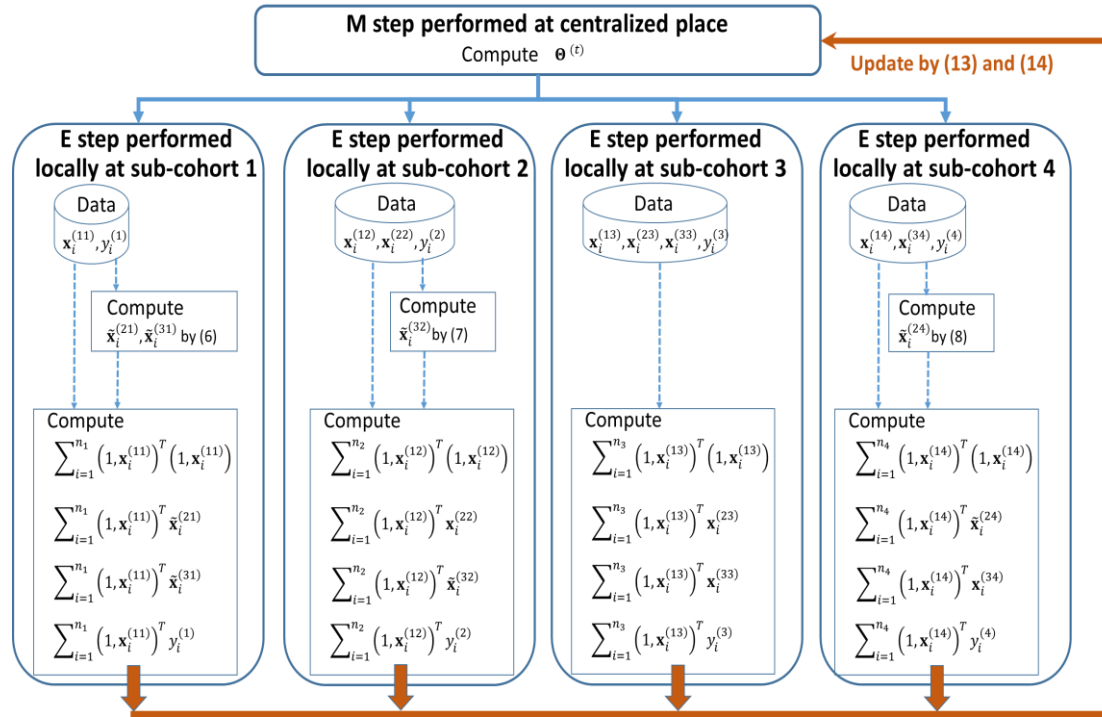 M step performed at centralized place
Compute 𝚯^(t)
Update by (13) and (14)
E step performed
locally at sub-cohort 1
Data
𝐱_i^(11), y_i^(1)
Compute
𝐱̃_i^(21), 𝐱̃_i^(31) by (6)
Compute
∑_{i=1}^{n_1} (1, 𝐱_i^(11))^T (1, 𝐱_i^(11))
∑_{i=1}^{n_1} (1, 𝐱_i^(11))^T 𝐱̃_i^(21)
∑_{i=1}^{n_1} (1, 𝐱_i^(11))^T 𝐱̃_i^(31)
∑_{i=1}^{n_1} (1, 𝐱_i^(11))^T y_i^(1)
E step performed
locally at sub-cohort 2
Data
𝐱_i^(12), 𝐱_i^(22), y_i^(2)
Compute
𝐱̃_i^(32) by (7)
Compute
∑_{i=1}^{n_2} (1, 𝐱_i^(12))^T (1, 𝐱_i^(12))
∑_{i=1}^{n_2} (1, 𝐱_i^(12))^T 𝐱_i^(22)
∑_{i=1}^{n_2} (1, 𝐱_i^(12))^T 𝐱̃_i^(32)
∑_{i=1}^{n_2} (1, 𝐱_i^(12))^T y_i^(2)
E step performed
locally at sub-cohort 3
Data
𝐱_i^(13), 𝐱_i^(23), 𝐱_i^(33), y_i^(3)
Compute
∑_{i=1}^{n_3} (1, 𝐱_i^(13))^T (1, 𝐱_i^(13))
∑_{i=1}^{n_3} (1, 𝐱_i^(13))^T 𝐱_i^(23)
∑_{i=1}^{n_3} (1, 𝐱_i^(13))^T 𝐱_i^(33)
∑_{i=1}^{n_3} (1, 𝐱_i^(13))^T y_i^(3)
E step performed
locally at sub-cohort 4
Data
𝐱_i^(14), 𝐱_i^(34), y_i^(4)
Compute
𝐱̃_i^(24) by (8)
Compute
∑_{i=1}^{n_4} (1, 𝐱_i^(14))^T (1, 𝐱_i^(14))
∑_{i=1}^{n_4} (1, 𝐱_i^(14))^T 𝐱̃_i^(24)
∑_{i=1}^{n_4} (1, 𝐱_i^(14))^T 𝐱_i^(34)
∑_{i=1}^{n_4} (1, 𝐱_i^(14))^T y_i^(4)